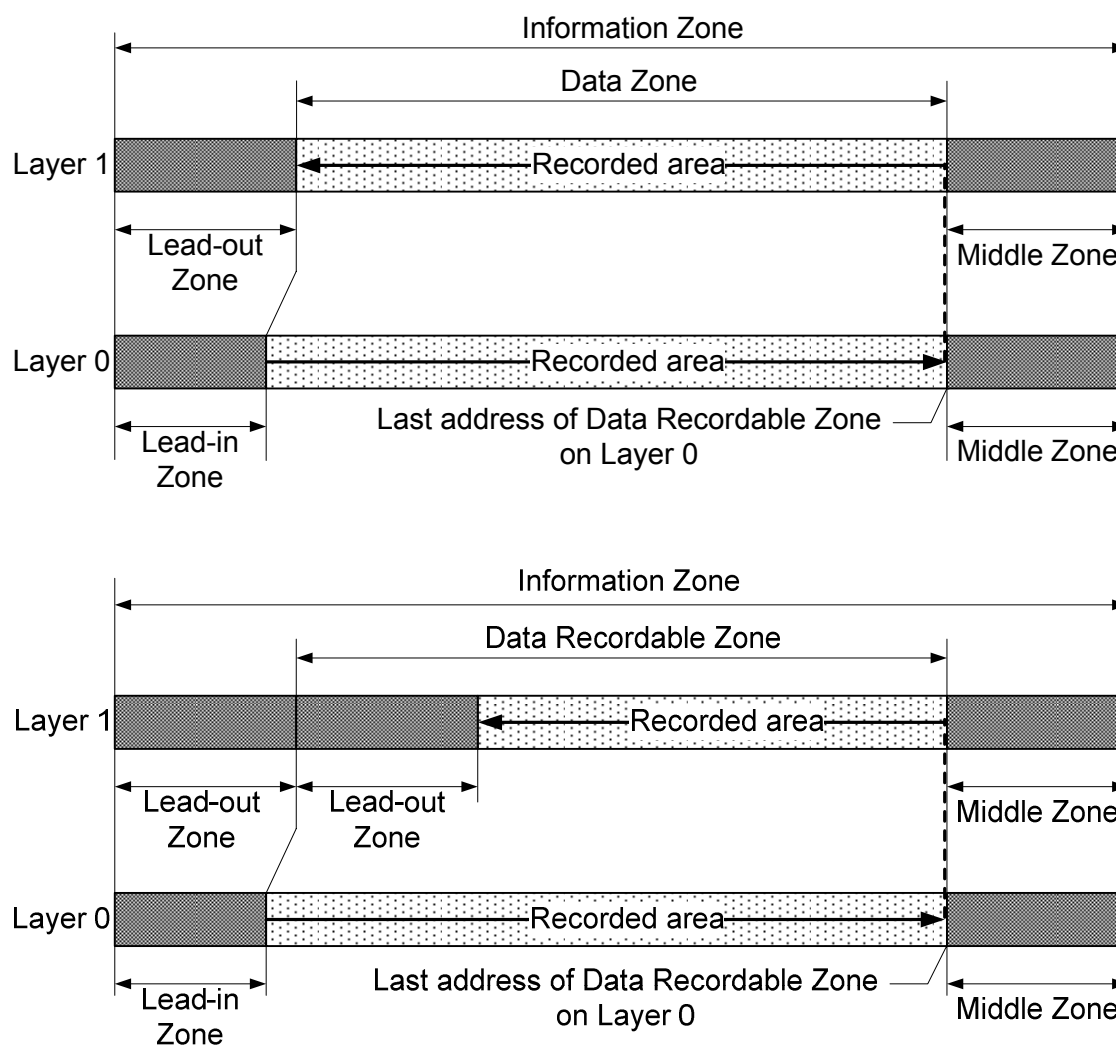 Information Zone
Data Zone
Layer 1
Recorded area
Lead-out
Zone
Middle Zone
Layer 0
Recorded area
Last address of Data Recordable Zone
on Layer 0
Lead-in
Zone
Middle Zone
Information Zone
Data Recordable Zone
Layer 1
Recorded area
Lead-out
Zone
Lead-out
Zone
Middle Zone
Layer 0
Recorded area
Last address of Data Recordable Zone
on Layer 0
Lead-in
Zone
Middle Zone